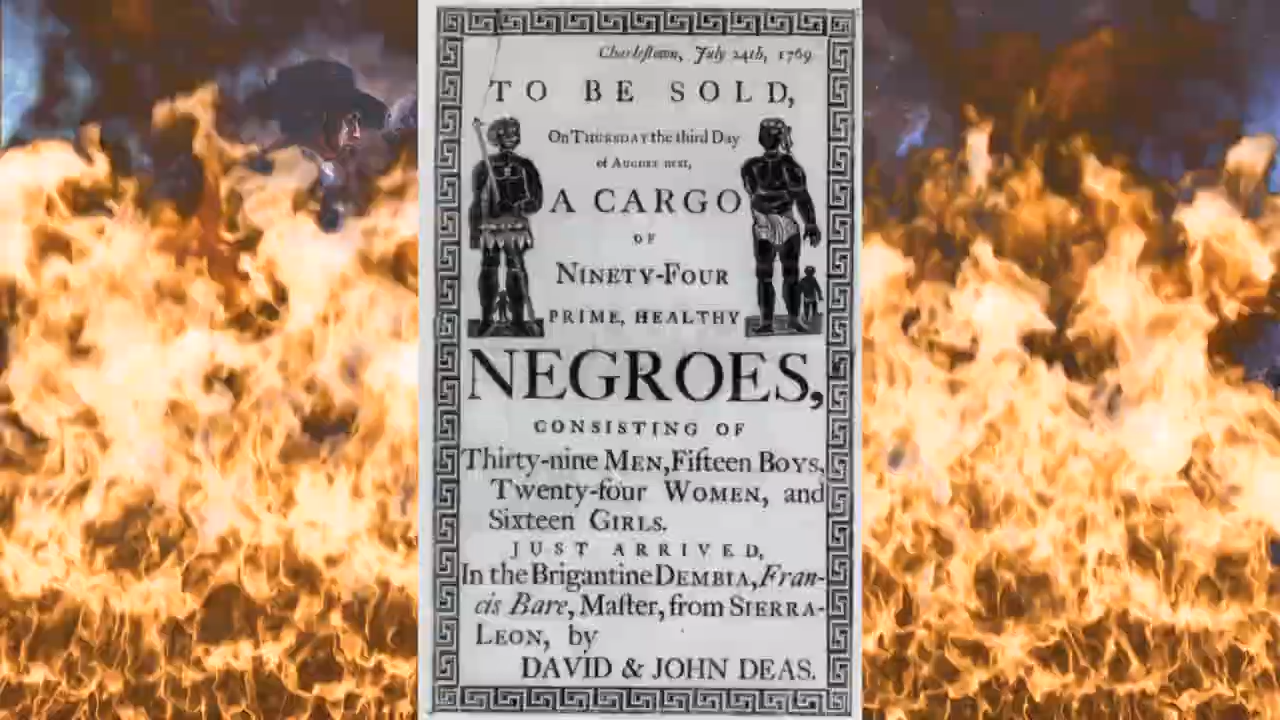 Charlestown, July 24th, 1769.
TO BE SOLD,
On THURSDAY the third Day
of AUGUST next,
A CARGO
OF
NINETY-FOUR
PRIME, HEALTHY
NEGROES,
CONSISTING OF
Thirty-nine MEN, Fifteen BOYS,
Twenty-four WOMEN, and
Sixteen GIRLS.
JUST ARRIVED,
In the Brigantine DEMBIA, Fran-
cis Bare, Maſter, from SIERRA-
LEON, by
DAVID & JOHN DEAS.